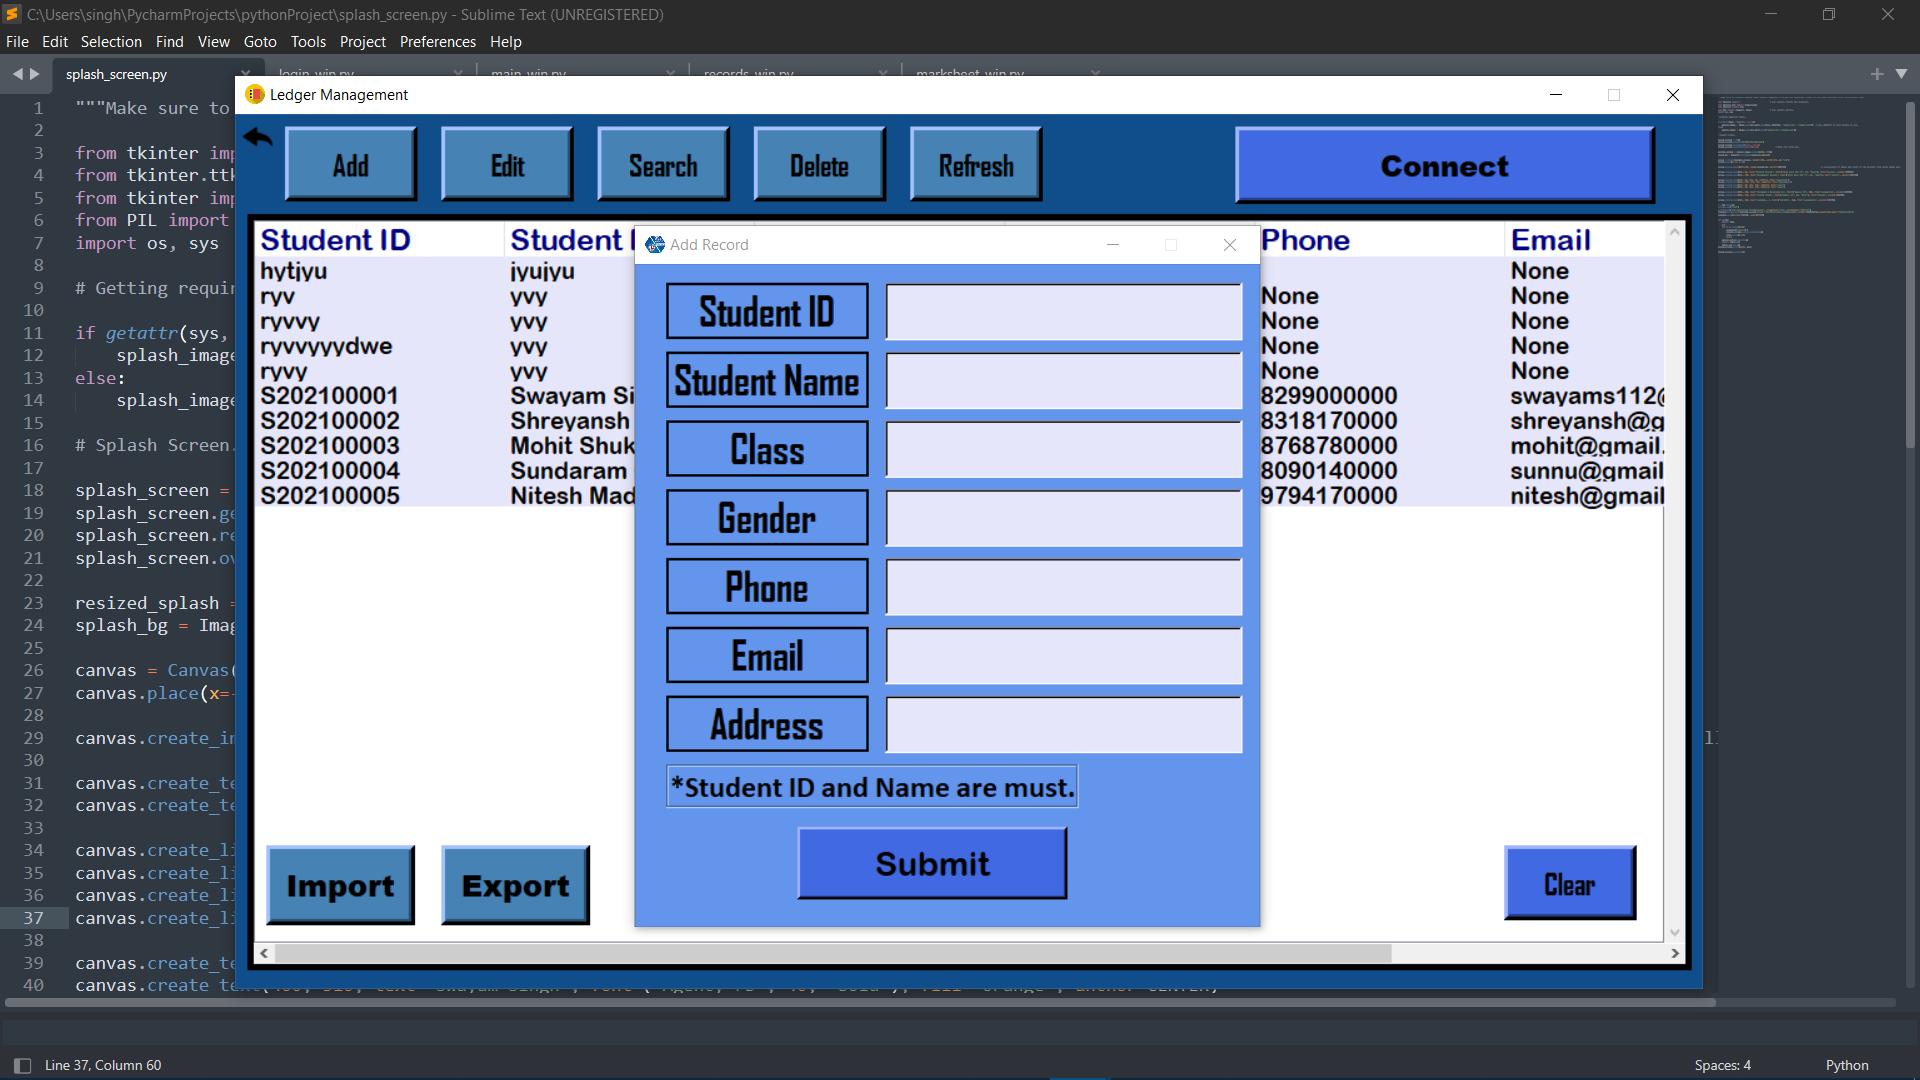 C:\Users\singh\PycharmProjects\pythonProject\splash_screen.py - Sublime Text (UNREGISTERED)
File Edit Selection Find View Goto Tools Project Preferences Help
splash_screen.py login_win.py main_win.py records_win.py marksheet_win.py
Ledger Management
Add Edit Search Delete Refresh Connect
Student ID Student Phone Email
hytjyu jyujyu None
ryv yvy None None
ryvvy yvy None None
ryvvyyydwe yvy None None
ryvy yvy None None
S202100001 Swayam Si 8299000000 swayams112@
S202100002 Shreyansh 8318170000 shreyansh@g
S202100003 Mohit Shuk 8768780000 mohit@gmail.
S202100004 Sundaram 8090140000 sunnu@gmail
S202100005 Nitesh Mad 9794170000 nitesh@gmail
Import Export Clear
Add Record
Student ID
Student Name
Class
Gender
Phone
Email
Address
*Student ID and Name are must.
Submit
1 """Make sure to
2
3 from tkinter imp
4 from tkinter.ttk
5 from tkinter imp
6 from PIL import
7 import os, sys
8
9 # Getting requir
10
11 if getattr(sys,
12 splash_image
13 else:
14 splash_image
15
16 # Splash Screen.
17
18 splash_screen =
19 splash_screen.ge
20 splash_screen.re
21 splash_screen.ov
22
23 resized_splash =
24 splash_bg = Imag
25
26 canvas = Canvas(
27 canvas.place(x=-
28
29 canvas.create_im
30
31 canvas.create_te
32 canvas.create_te
33
34 canvas.create_li
35 canvas.create_li
36 canvas.create_li
37 canvas.create_li
38
39 canvas.create_te
40 canvas.create_te
Line 37, Column 60 Spaces: 4 Python